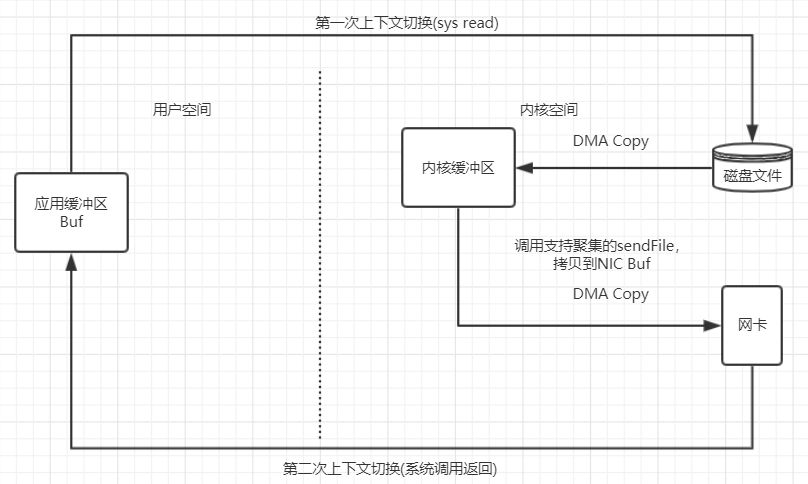 第一次上下文切换(sys read)
用户空间
内核空间
DMA Copy
内核缓冲区
磁盘文件
应用缓冲区
Buf
调用支持聚集的sendFile，
拷贝到NIC Buf
DMA Copy
网卡
第二次上下文切换(系统调用返回)